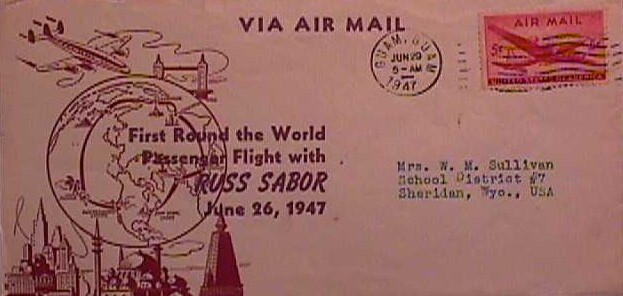 VIA AIR MAIL
GUAM, GUAM
JUN 29
5-AM
1947
AIR MAIL
5¢
UNITED STATES OF AMERICA
First Round the World
Passenger Flight with
RUSS SABOR
June 26, 1947
Mrs. W. M. Sullivan
School District #7
Sheridan, Wyo., USA